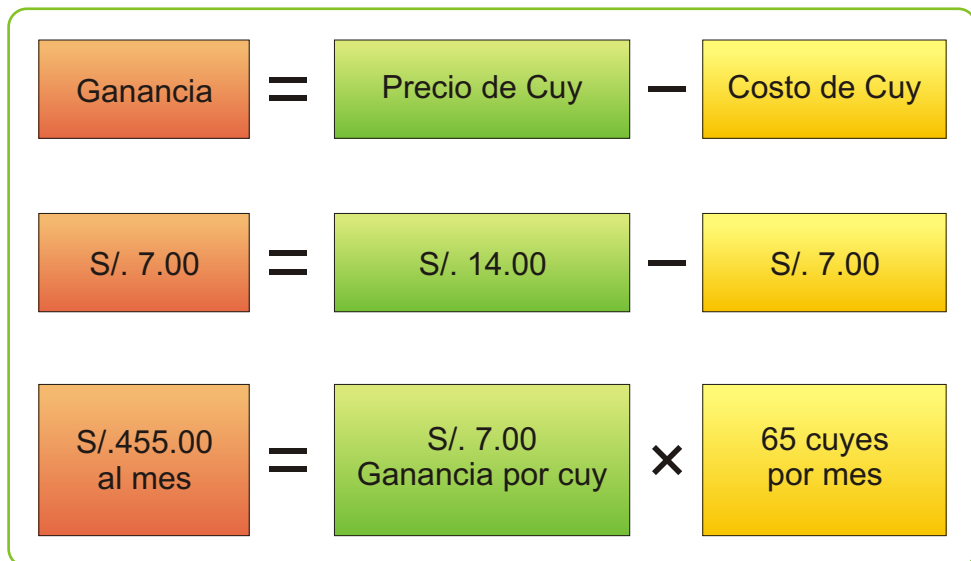 Ganancia = Precio de Cuy − Costo de Cuy
S/. 7.00 = S/. 14.00 − S/. 7.00
S/.455.00
al mes
=
S/. 7.00
Ganancia por cuy
×
65 cuyes
por mes